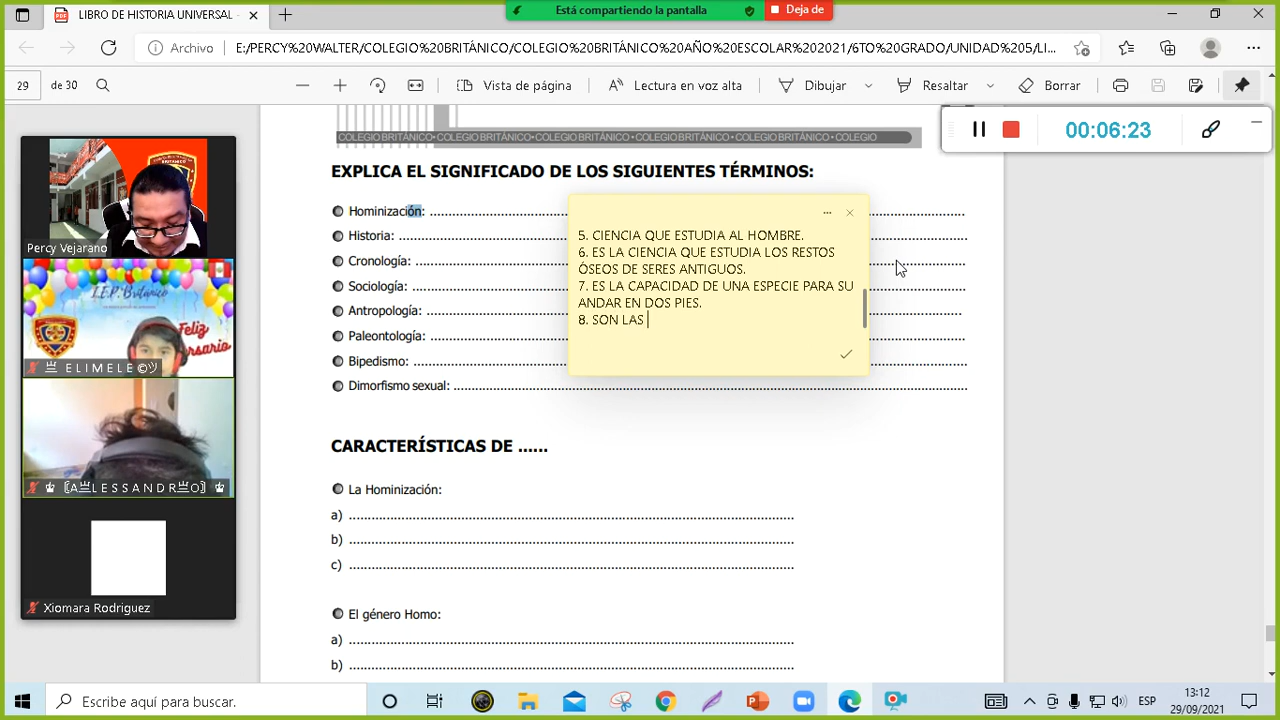 LIBRO DE HISTORIA UNIVERSAL -
Está compartiendo la pantalla
Deja de
Archivo
E:/PERCY%20WALTER/COLEGIO%20BRITÁNICO/COLEGIO%20BRITÁNICO%20AÑO%20ESCOLAR%202021/6TO%20GRADO/UNIDAD%205/LI...
29 de 30
Vista de página
Lectura en voz alta
Dibujar
Resaltar
Borrar
00:06:23
COLEGIO BRITÁNICO• COLEGIO BRITÁNICO• COLEGIO BRITÁNICO • COLEGIO BRITÁNICO • COLEGIO
EXPLICA EL SIGNIFICADO DE LOS SIGUIENTES TÉRMINOS:
Hominización:
Historia:
Cronología:
Sociología:
Antropología:
Paleontología:
Bipedismo:
Dimorfismo sexual:
5. CIENCIA QUE ESTUDIA AL HOMBRE.
6. ES LA CIENCIA QUE ESTUDIA LOS RESTOS
ÓSEOS DE SERES ANTIGUOS.
7. ES LA CAPACIDAD DE UNA ESPECIE PARA SU
ANDAR EN DOS PIES.
8. SON LAS
CARACTERÍSTICAS DE ......
La Hominización:
a)
b)
c)
El género Homo:
a)
b)
Percy Vejarano
I.E.P. Británico
Feliz
E L I M E L E
A L E S S A N D R O
Xiomara Rodriguez
Escribe aquí para buscar.
ESP
13:12
29/09/2021